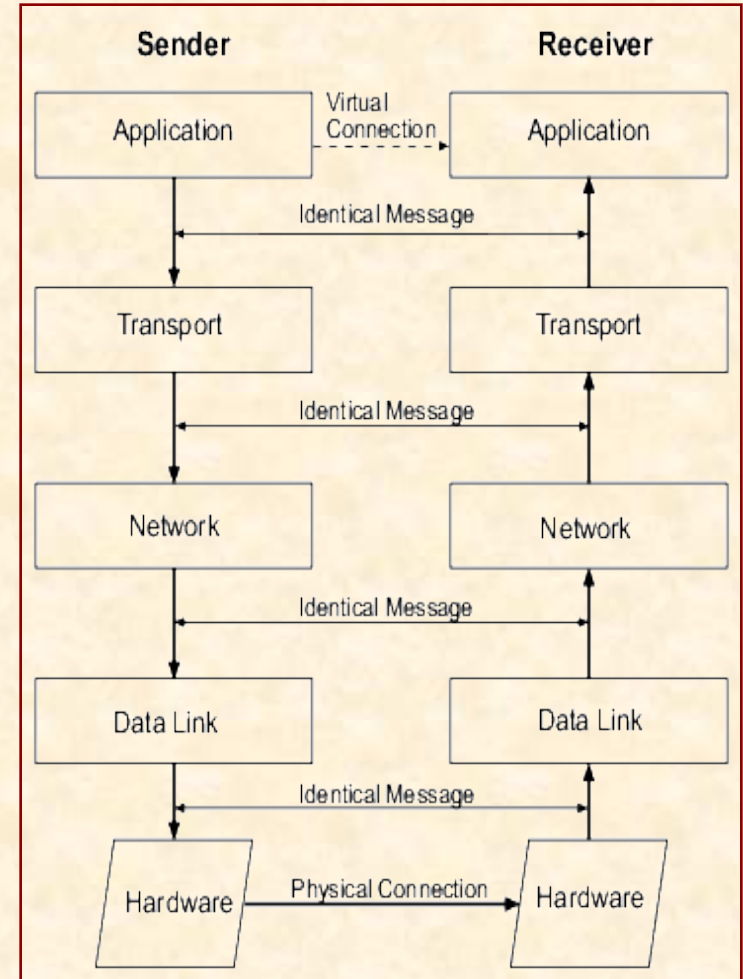 Sender Receiver
Application Virtual Connection Application
Identical Message
Transport Transport
Identical Message
Network Network
Identical Message
Data Link Data Link
Identical Message
Hardware Physical Connection Hardware